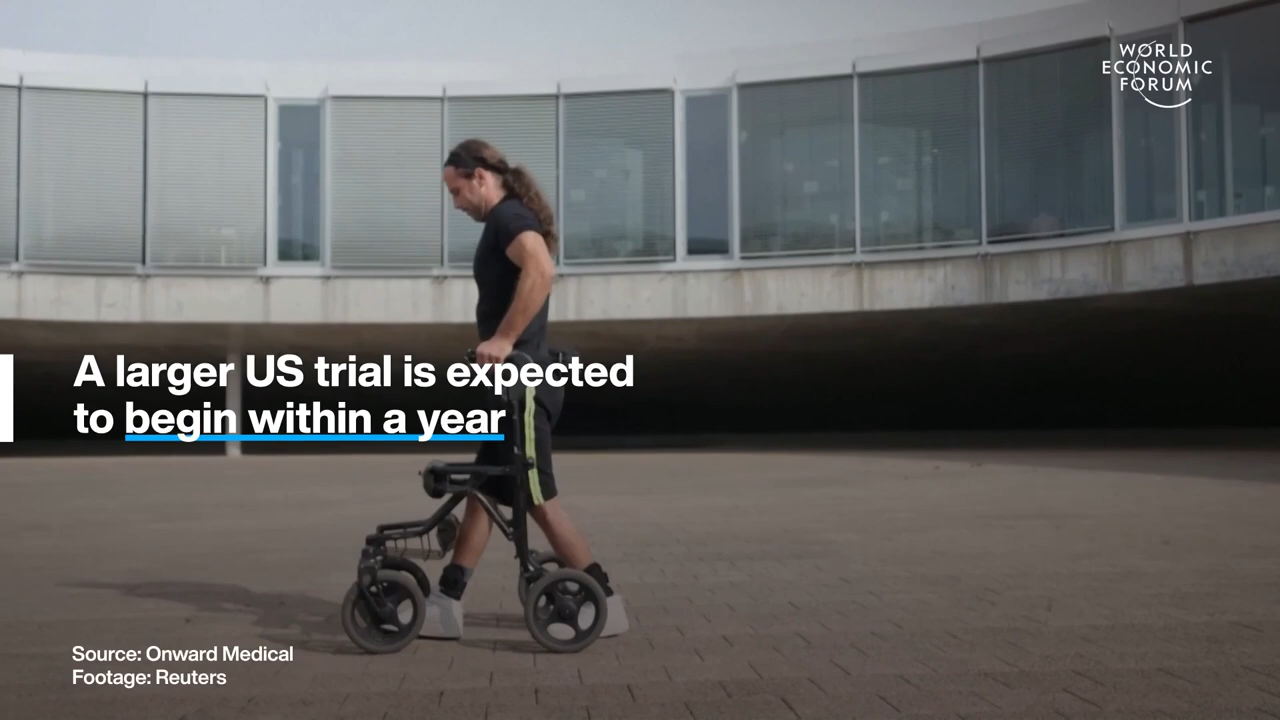 WORLD
ECONOMIC
FORUM
A larger US trial is expected
to begin within a year
Source: Onward Medical
Footage: Reuters